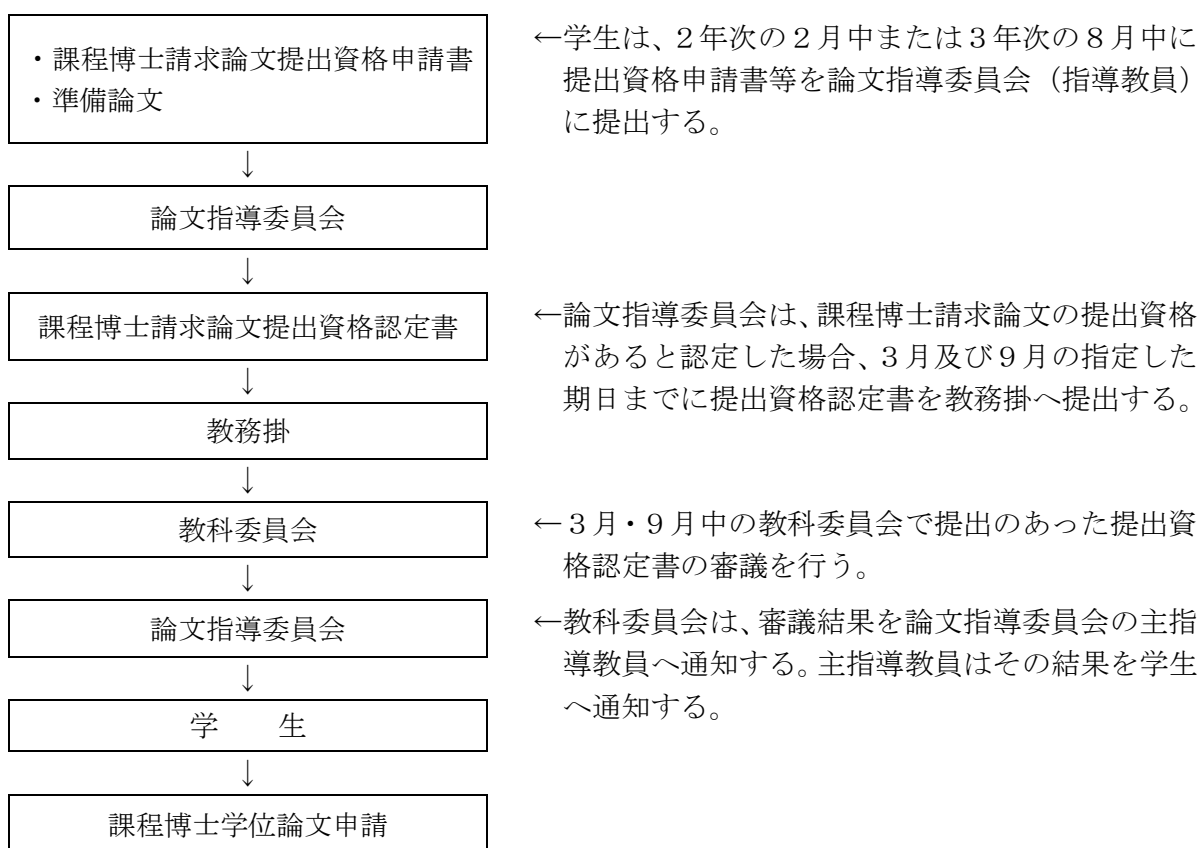 ・課程博士請求論文提出資格申請書
・準備論文
←学生は、２年次の２月中または３年次の８月中に
提出資格申請書等を論文指導委員会（指導教員）
に提出する。
↓
論文指導委員会
↓
課程博士請求論文提出資格認定書
←論文指導委員会は、課程博士請求論文の提出資格
があると認定した場合、３月及び９月の指定した
期日までに提出資格認定書を教務掛へ提出する。
↓
教務掛
↓
教科委員会
←３月・９月中の教科委員会で提出のあった提出資
格認定書の審議を行う。
↓
論文指導委員会
←教科委員会は、審議結果を論文指導委員会の主指
導教員へ通知する。主指導教員はその結果を学生
へ通知する。
↓
学　　生
↓
課程博士学位論文申請